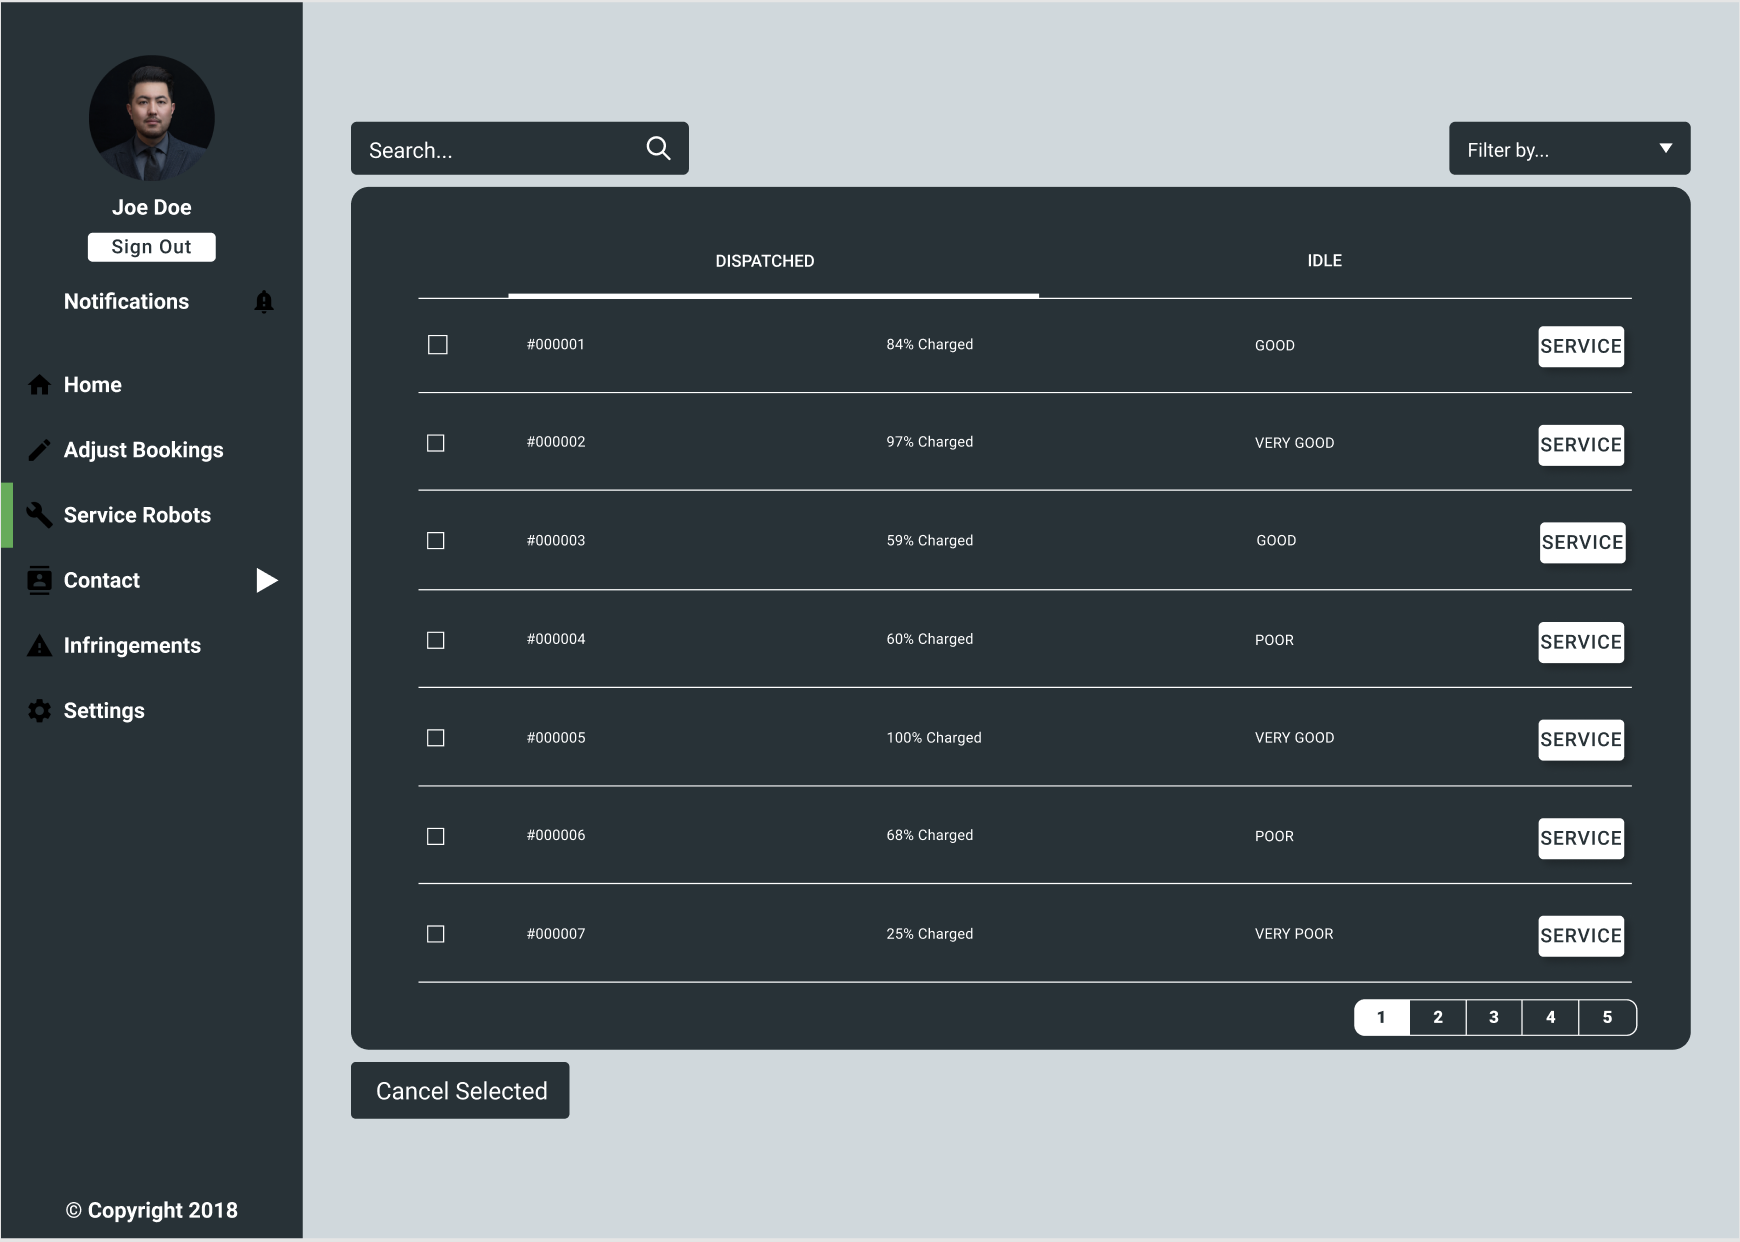 Joe Doe
Sign Out
Notifications
Home
Adjust Bookings
Service Robots
Contact
Infringements
Settings
© Copyright 2018
Search...
Filter by...
DISPATCHED IDLE
#000001 84% Charged GOOD SERVICE
#000002 97% Charged VERY GOOD SERVICE
#000003 59% Charged GOOD SERVICE
#000004 60% Charged POOR SERVICE
#000005 100% Charged VERY GOOD SERVICE
#000006 68% Charged POOR SERVICE
#000007 25% Charged VERY POOR SERVICE
1 2 3 4 5
Cancel Selected